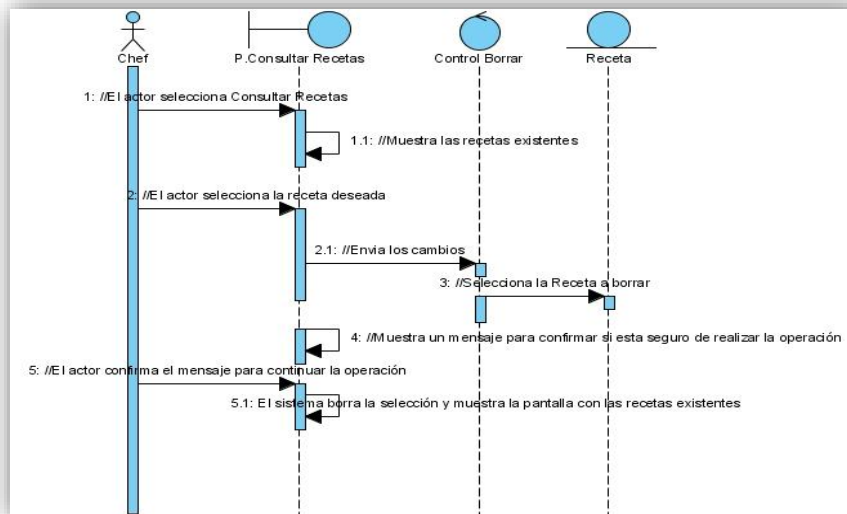 Chef
P.Consultar Recetas
Control Borrar
Receta
1: //El actor selecciona Consultar Recetas
1.1: //Muestra las recetas existentes
2: //El actor selecciona la receta deseada
2.1: //Envia los cambios
3: //Selecciona la Receta a borrar
4: //Muestra un mensaje para confirmar si esta seguro de realizar la operación
5: //El actor confirma el mensaje para continuar la operación
5.1: El sistema borra la selección y muestra la pantalla con las recetas existentes